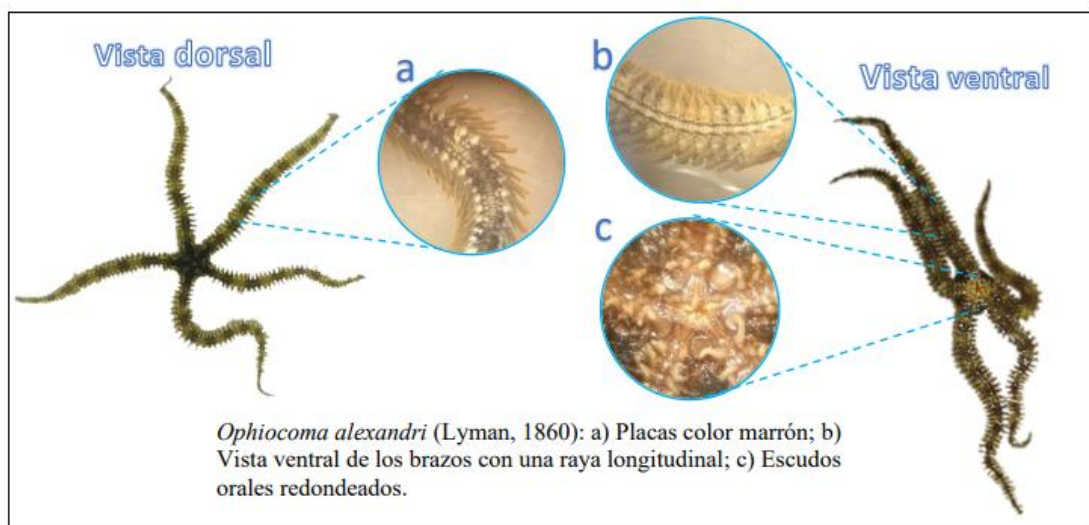 Vista dorsal
a
b
Vista ventral
c
Ophiocoma alexandri (Lyman, 1860): a) Placas color marrón; b)
Vista ventral de los brazos con una raya longitudinal; c) Escudos
orales redondeados.